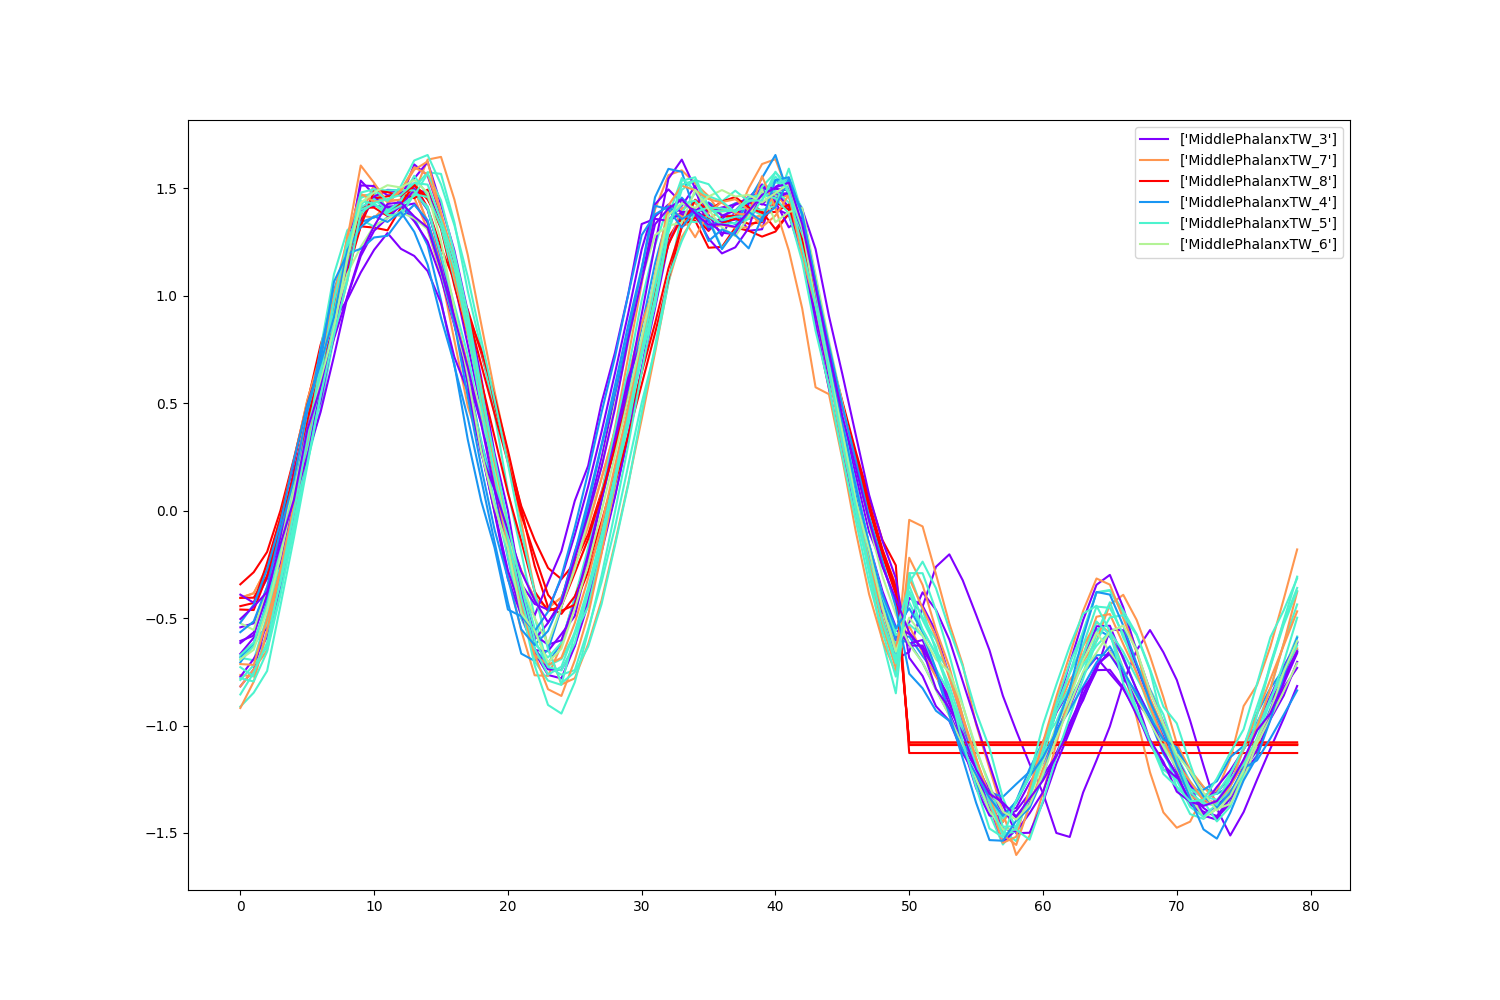 ['MiddlePhalanxTW_3']
['MiddlePhalanxTW_7']
['MiddlePhalanxTW_8']
['MiddlePhalanxTW_4']
['MiddlePhalanxTW_5']
['MiddlePhalanxTW_6']
1.5
1.0
0.5
0.0
−0.5
−1.0
−1.5
0 10 20 30 40 50 60 70 80